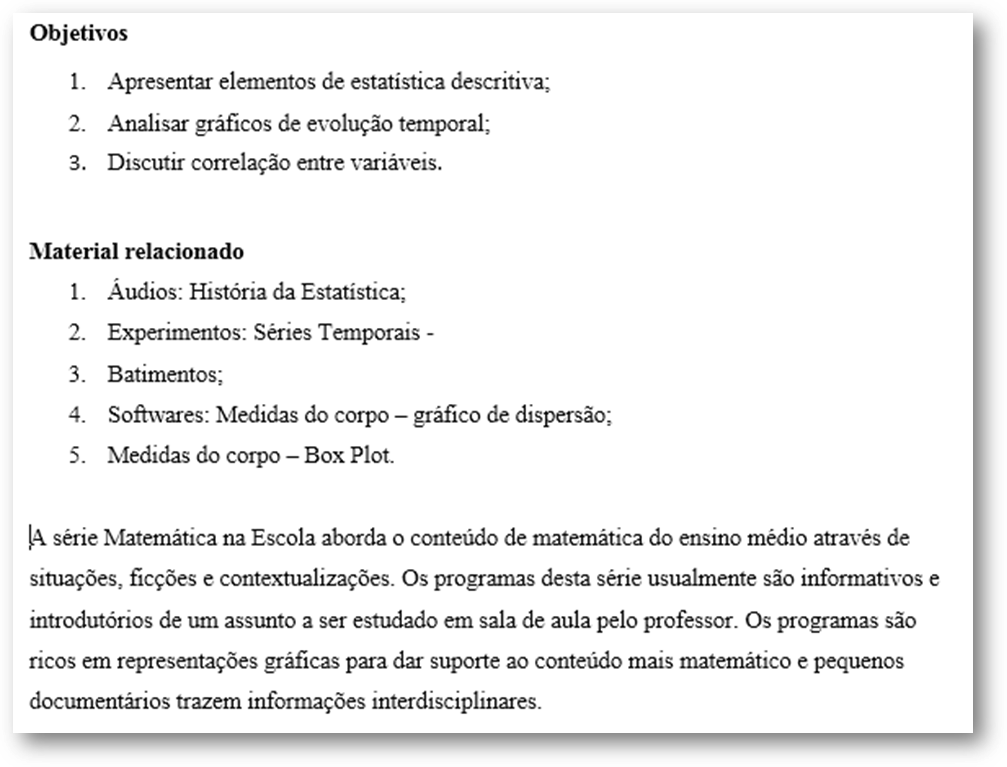 Objetivos
1. Apresentar elementos de estatística descritiva;
2. Analisar gráficos de evolução temporal;
3. Discutir correlação entre variáveis.
Material relacionado
1. Áudios: História da Estatística;
2. Experimentos: Séries Temporais -
3. Batimentos;
4. Softwares: Medidas do corpo – gráfico de dispersão;
5. Medidas do corpo – Box Plot.
A série Matemática na Escola aborda o conteúdo de matemática do ensino médio através de
situações, ficções e contextualizações. Os programas desta série usualmente são informativos e
introdutórios de um assunto a ser estudado em sala de aula pelo professor. Os programas são
ricos em representações gráficas para dar suporte ao conteúdo mais matemático e pequenos
documentários trazem informações interdisciplinares.